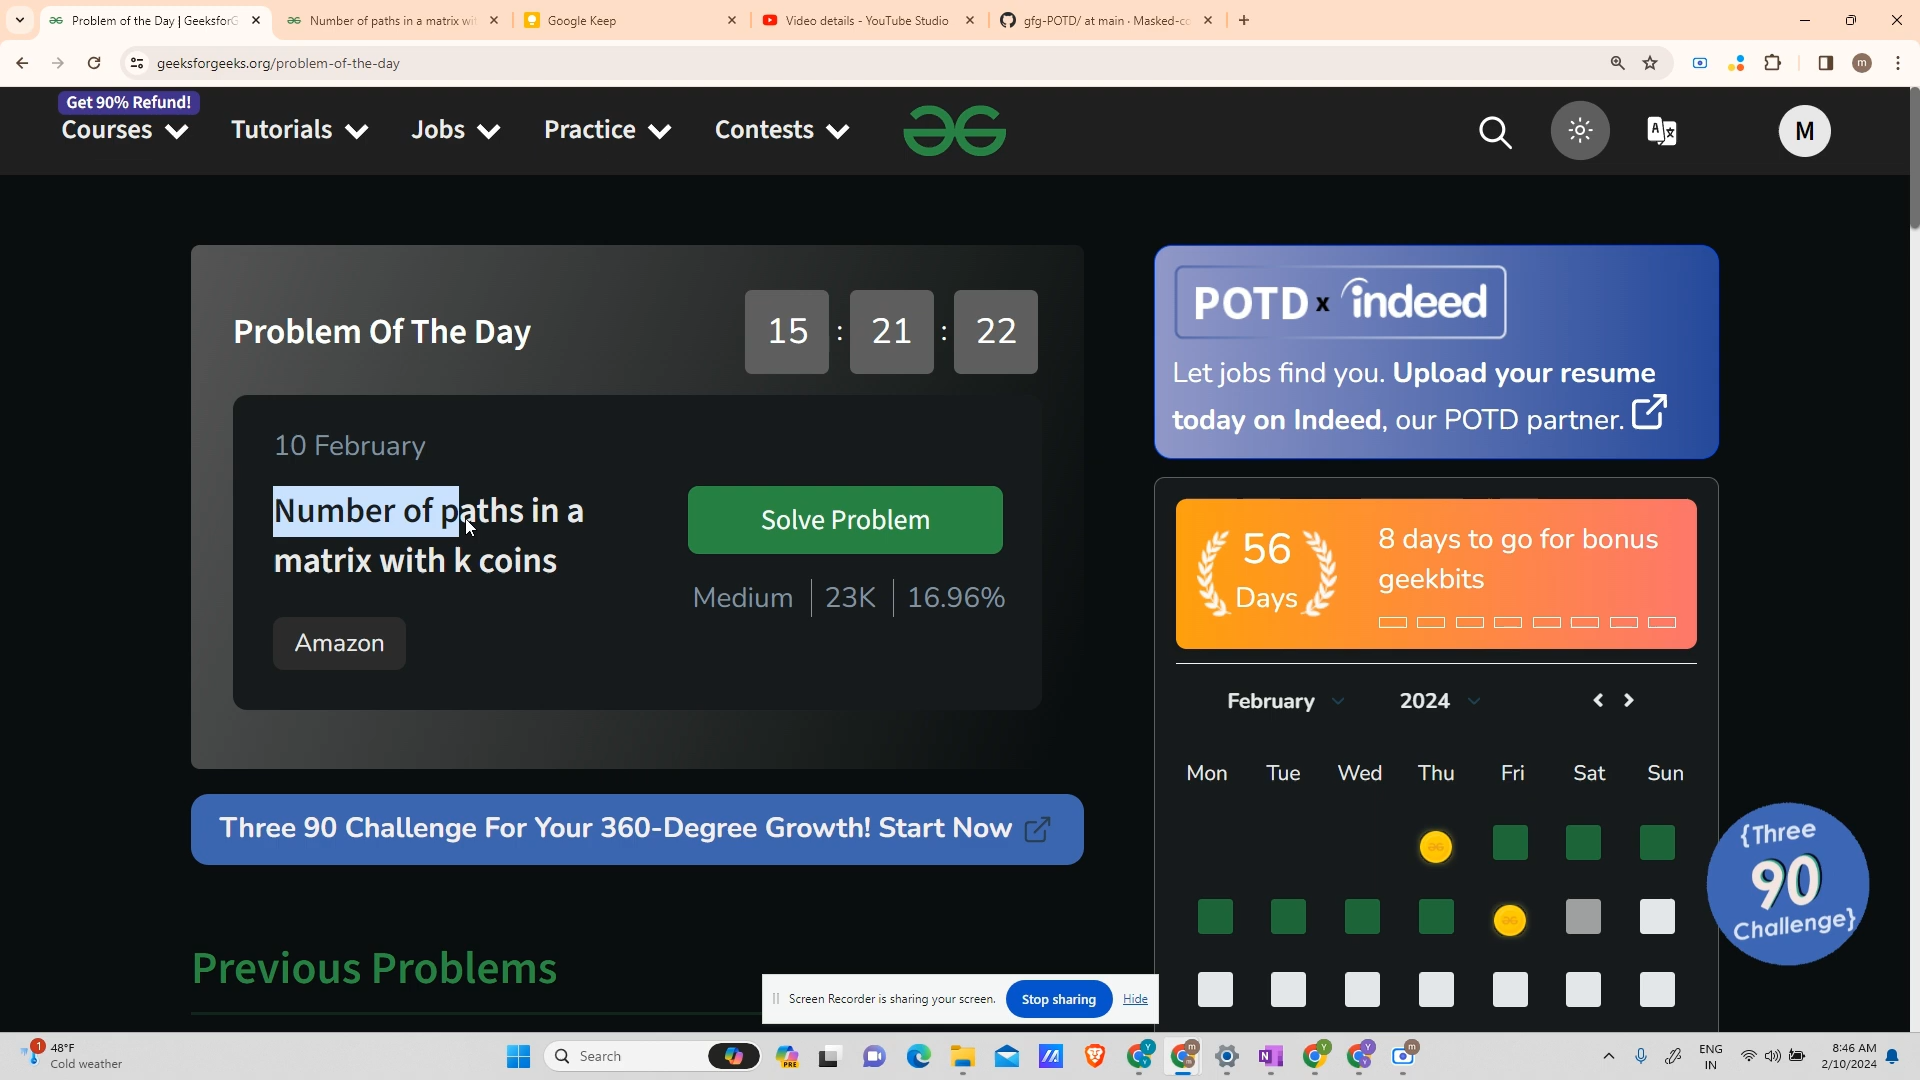 Problem of the Day | GeeksforG
Number of paths in a matrix wi
Google Keep
Video details - YouTube Studio
gfg-POTD/ at main · Masked-co
geeksforgeeks.org/problem-of-the-day
m
Get 90% Refund!
Courses
Tutorials
Jobs
Practice
Contests
M
Problem Of The Day
15 : 21 : 22
10 February
Number of paths in a
matrix with k coins
Solve Problem
Medium
23K
16.96%
Amazon
POTD x indeed
Let jobs find you. Upload your resume
today on Indeed, our POTD partner.
56
Days
8 days to go for bonus
geekbits
February
2024
Mon Tue Wed Thu Fri Sat Sun
Three 90 Challenge For Your 360-Degree Growth! Start Now
{Three
90
Challenge}
Previous Problems
Screen Recorder is sharing your screen.
Stop sharing
Hide
1
48°F
Cold weather
Search
PRE
ENG
IN
8:46 AM
2/10/2024